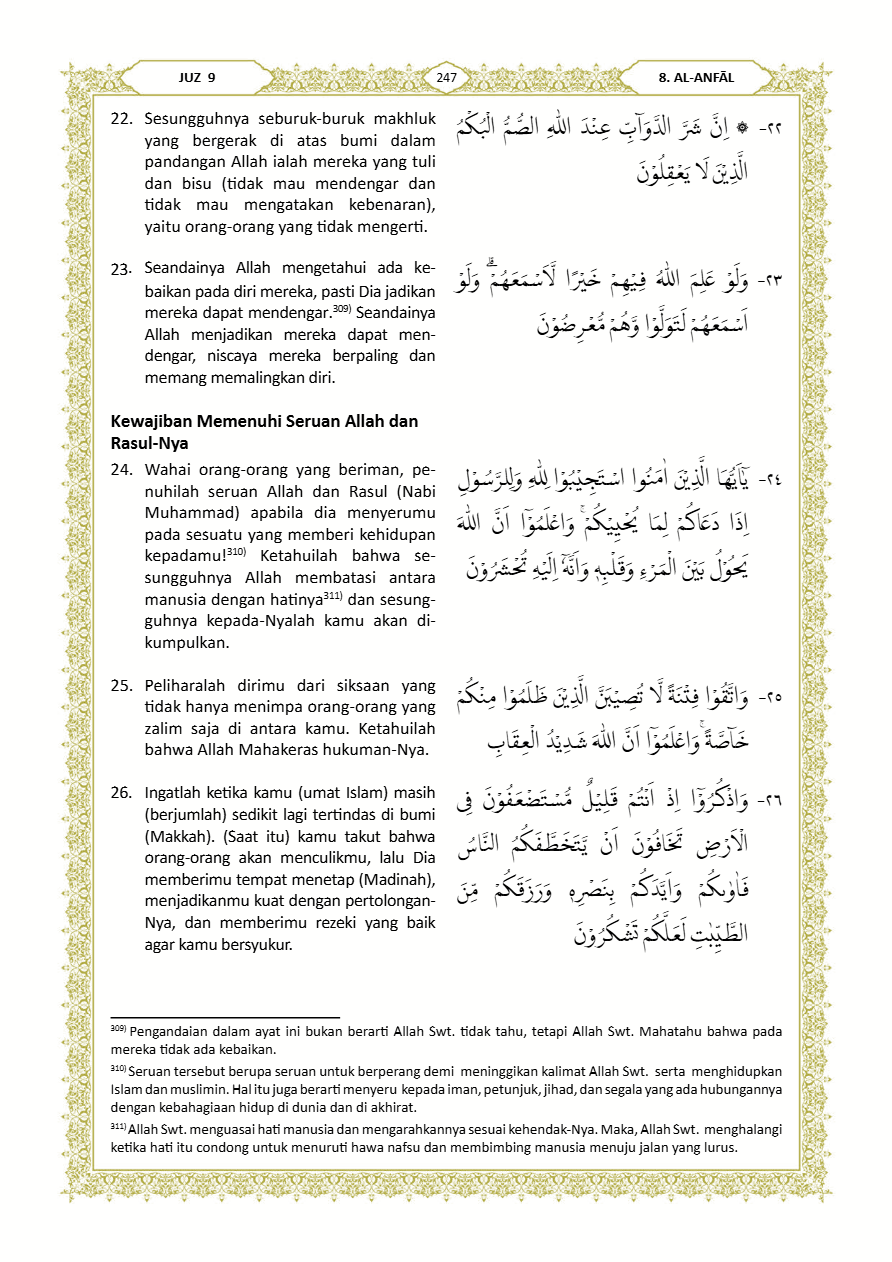 JUZ 9
247
8. AL-ANFĀL
22. Sesungguhnya seburuk-buruk makhluk
yang bergerak di atas bumi dalam
pandangan Allah ialah mereka yang tuli
dan bisu (tidak mau mendengar dan
tidak mau mengatakan kebenaran),
yaitu orang-orang yang tidak mengerti.
٢٢- ۞ اِنَّ شَرَّ الدَّوَاۤبِّ عِنْدَ اللّٰهِ الصُّمُّ الْبُكْمُ
الَّذِيْنَ لَا يَعْقِلُوْنَ
23. Seandainya Allah mengetahui ada ke-
baikan pada diri mereka, pasti Dia jadikan
mereka dapat mendengar.309) Seandainya
Allah menjadikan mereka dapat men-
dengar, niscaya mereka berpaling dan
memang memalingkan diri.
٢٣- وَلَوْ عَلِمَ اللّٰهُ فِيْهِمْ خَيْرًا لَّاَسْمَعَهُمْۗ وَلَوْ
اَسْمَعَهُمْ لَتَوَلَّوْا وَّهُمْ مُّعْرِضُوْنَ
Kewajiban Memenuhi Seruan Allah dan
Rasul-Nya
24. Wahai orang-orang yang beriman, pe-
nuhilah seruan Allah dan Rasul (Nabi
Muhammad) apabila dia menyerumu
pada sesuatu yang memberi kehidupan
kepadamu!310) Ketahuilah bahwa se-
sungguhnya Allah membatasi antara
manusia dengan hatinya311) dan sesung-
guhnya kepada-Nyalah kamu akan di-
kumpulkan.
٢٤- يٰٓاَيُّهَا الَّذِيْنَ اٰمَنُوا اسْتَجِيْبُوْا لِلّٰهِ وَلِلرَّسُوْلِ
اِذَا دَعَاكُمْ لِمَا يُحْيِيْكُمْۚ وَاعْلَمُوْٓا اَنَّ اللّٰهَ
يَحُوْلُ بَيْنَ الْمَرْءِ وَقَلْبِهٖ وَاَنَّهٗٓ اِلَيْهِ تُحْشَرُوْنَ
25. Peliharalah dirimu dari siksaan yang
tidak hanya menimpa orang-orang yang
zalim saja di antara kamu. Ketahuilah
bahwa Allah Mahakeras hukuman-Nya.
٢٥- وَاتَّقُوْا فِتْنَةً لَّا تُصِيْبَنَّ الَّذِيْنَ ظَلَمُوْا مِنْكُمْ
خَاۤصَّةًۚ وَاعْلَمُوْٓا اَنَّ اللّٰهَ شَدِيْدُ الْعِقَابِ
26. Ingatlah ketika kamu (umat Islam) masih
(berjumlah) sedikit lagi tertindas di bumi
(Makkah). (Saat itu) kamu takut bahwa
orang-orang akan menculikmu, lalu Dia
memberimu tempat menetap (Madinah),
menjadikanmu kuat dengan pertolongan-
Nya, dan memberimu rezeki yang baik
agar kamu bersyukur.
٢٦- وَاذْكُرُوْٓا اِذْ اَنْتُمْ قَلِيْلٌ مُّسْتَضْعَفُوْنَ فِى
الْاَرْضِ تَخَافُوْنَ اَنْ يَّتَخَطَّفَكُمُ النَّاسُ
فَاٰوٰىكُمْ وَاَيَّدَكُمْ بِنَصْرِهٖ وَرَزَقَكُمْ مِّنَ
الطَّيِّبٰتِ لَعَلَّكُمْ تَشْكُرُوْنَ
309) Pengandaian dalam ayat ini bukan berarti Allah Swt. tidak tahu, tetapi Allah Swt. Mahatahu bahwa pada
mereka tidak ada kebaikan.
310) Seruan tersebut berupa seruan untuk berperang demi meninggikan kalimat Allah Swt. serta menghidupkan
Islam dan muslimin. Hal itu juga berarti menyeru kepada iman, petunjuk, jihad, dan segala yang ada hubungannya
dengan kebahagiaan hidup di dunia dan di akhirat.
311) Allah Swt. menguasai hati manusia dan mengarahkannya sesuai kehendak-Nya. Maka, Allah Swt. menghalangi
ketika hati itu condong untuk menuruti hawa nafsu dan membimbing manusia menuju jalan yang lurus.